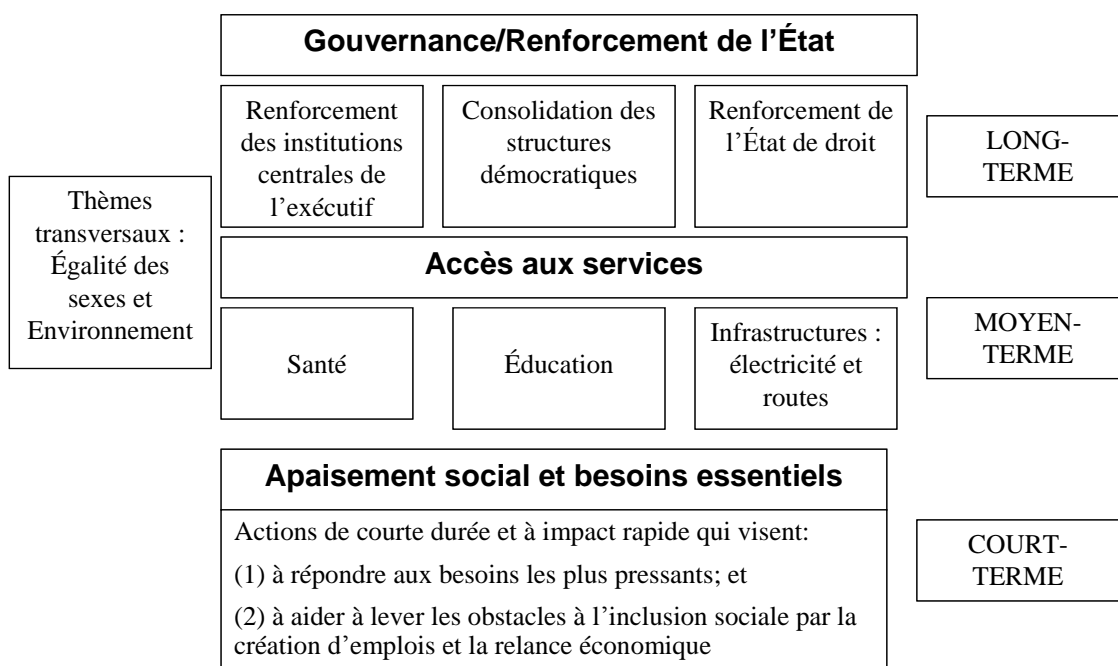 Gouvernance/Renforcement de l’État
Renforcement
des institutions
centrales de
l’exécutif
Consolidation des
structures
démocratiques
Renforcement de
l’État de droit
LONG-
TERME
Thèmes
transversaux :
Égalité des
sexes et
Environnement
Accès aux services
Santé
Éducation
Infrastructures :
électricité et
routes
MOYEN-
TERME
Apaisement social et besoins essentiels
Actions de courte durée et à impact rapide qui visent:
(1) à répondre aux besoins les plus pressants; et
(2) à aider à lever les obstacles à l’inclusion sociale par la
création d’emplois et la relance économique
COURT-
TERME